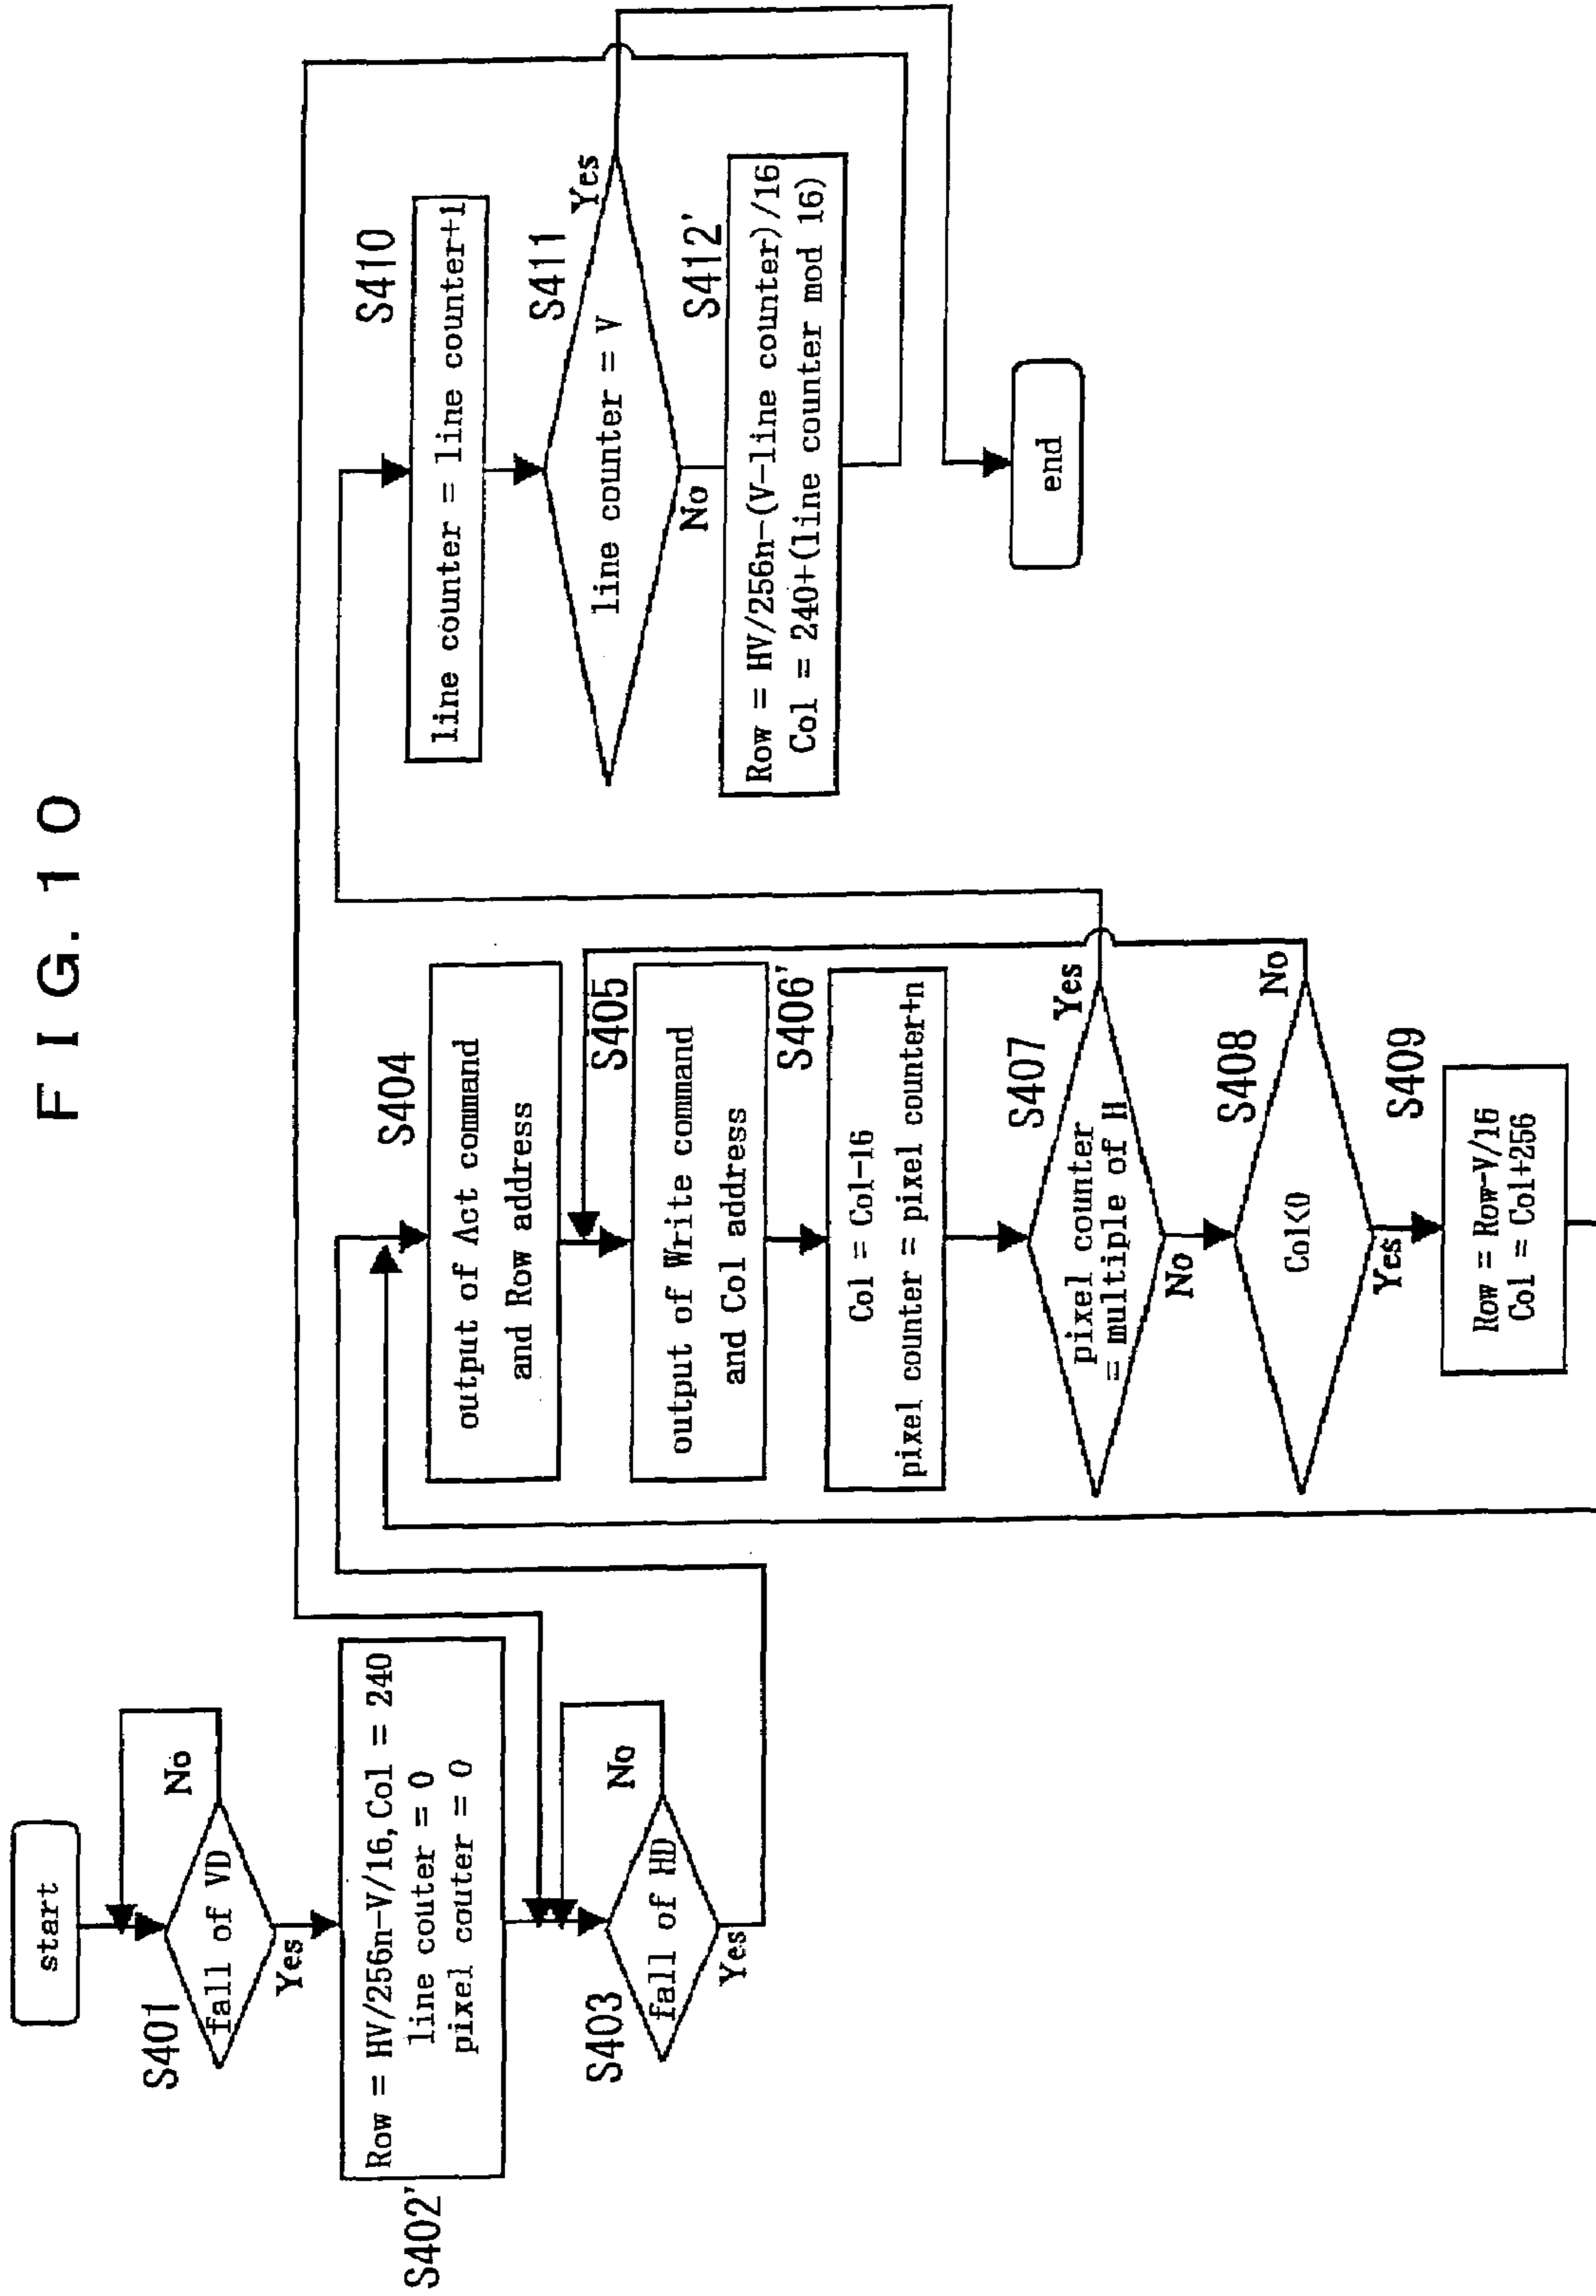 FIG. 10
start
S401
fall of VD
No
Yes
S402'
Row = HV/256n-V/16, Col = 240
line couter = 0
pixel couter = 0
S403
fall of HD
No
Yes
S404
output of Act command
and Row address
S405
output of Write command
and Col address
S406'
Col = Col-16
pixel counter = pixel counter+n
S407
pixel counter
= multiple of H
Yes
No
S408
Col<0
No
Yes
S409
Row = Row-V/16
Col = Col+256
S410
line counter = line counter+1
S411
line counter = V
Yes
No
S412'
Row = HV/256n-(V-line counter)/16
Col = 240+(line counter mod 16)
end